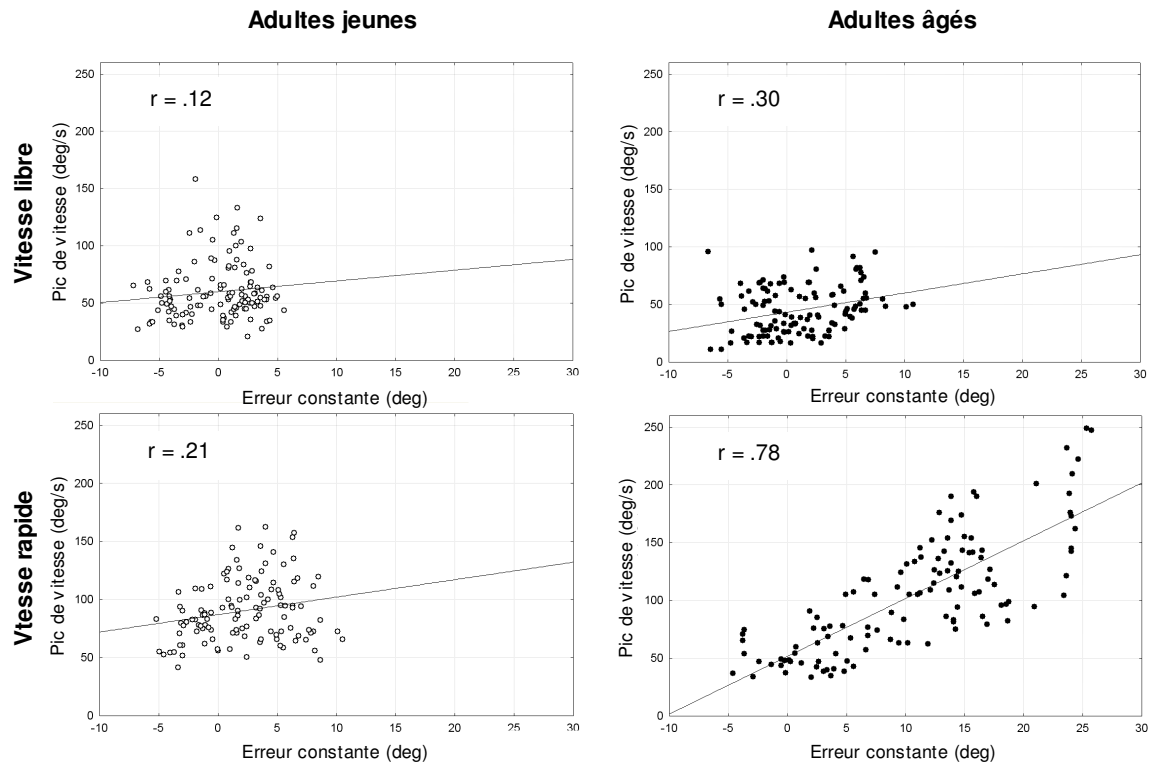 Adultes jeunes
Adultes âgés
Vitesse libre
Pic de vitesse (deg/s)
250
200
150
100
50
0
r = .12
-10 -5 0 5 10 15 20 25 30
Erreur constante (deg)
Pic de vitesse (deg/s)
250
200
150
100
50
0
r = .30
-10 -5 0 5 10 15 20 25 30
Erreur constante (deg)
Vtesse rapide
Pic de vitesse (deg/s)
250
200
150
100
50
0
r = .21
-10 -5 0 5 10 15 20 25 30
Erreur constante (deg)
Pic de vitesse (deg/s)
250
200
150
100
50
0
r = .78
-10 -5 0 5 10 15 20 25 30
Erreur constante (deg)